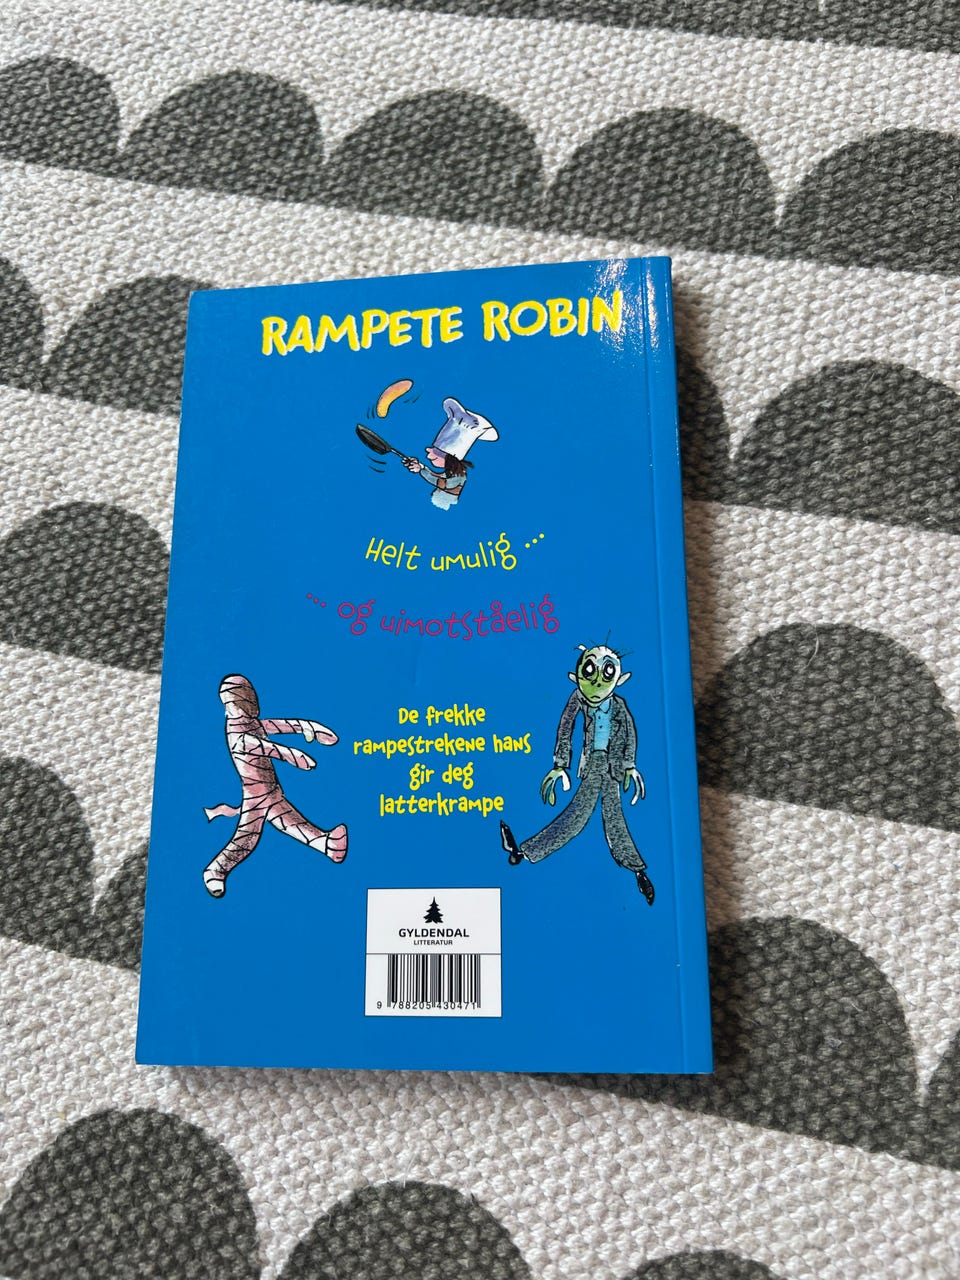 RAMPETE ROBIN
Helt umulig ...
... og uimotståelig
De frekke
rampestrekene hans
gir deg
latterkrampe
GYLDENDAL
LITTERATUR
9 788205 430471